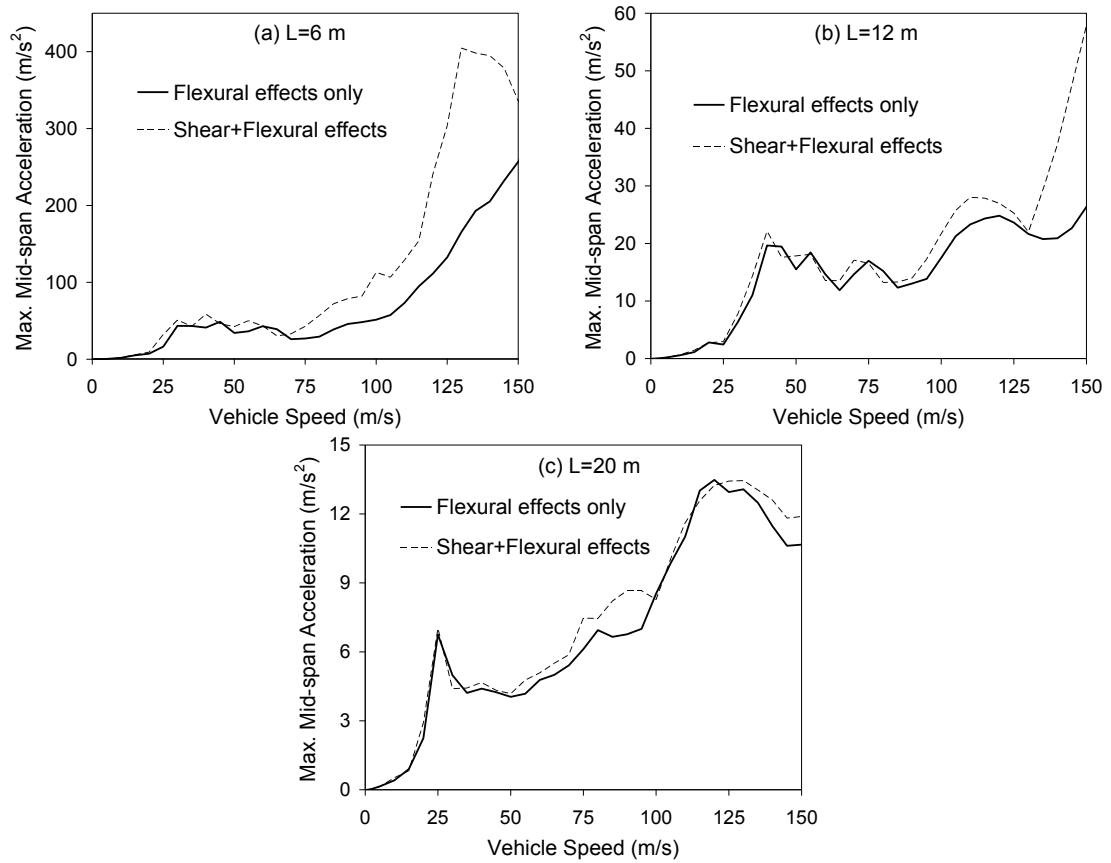 (a) L=6 m
Max. Mid-span Acceleration (m/s²)
400
300
200
100
0
Flexural effects only
Shear+Flexural effects
0 25 50 75 100 125 150
Vehicle Speed (m/s)
(b) L=12 m
Max. Mid-span Acceleration (m/s²)
60
50
40
30
20
10
0
Flexural effects only
Shear+Flexural effects
0 25 50 75 100 125 150
Vehicle Speed (m/s)
(c) L=20 m
Max. Mid-span Acceleration (m/s²)
15
12
9
6
3
0
Flexural effects only
Shear+Flexural effects
0 25 50 75 100 125 150
Vehicle Speed (m/s)